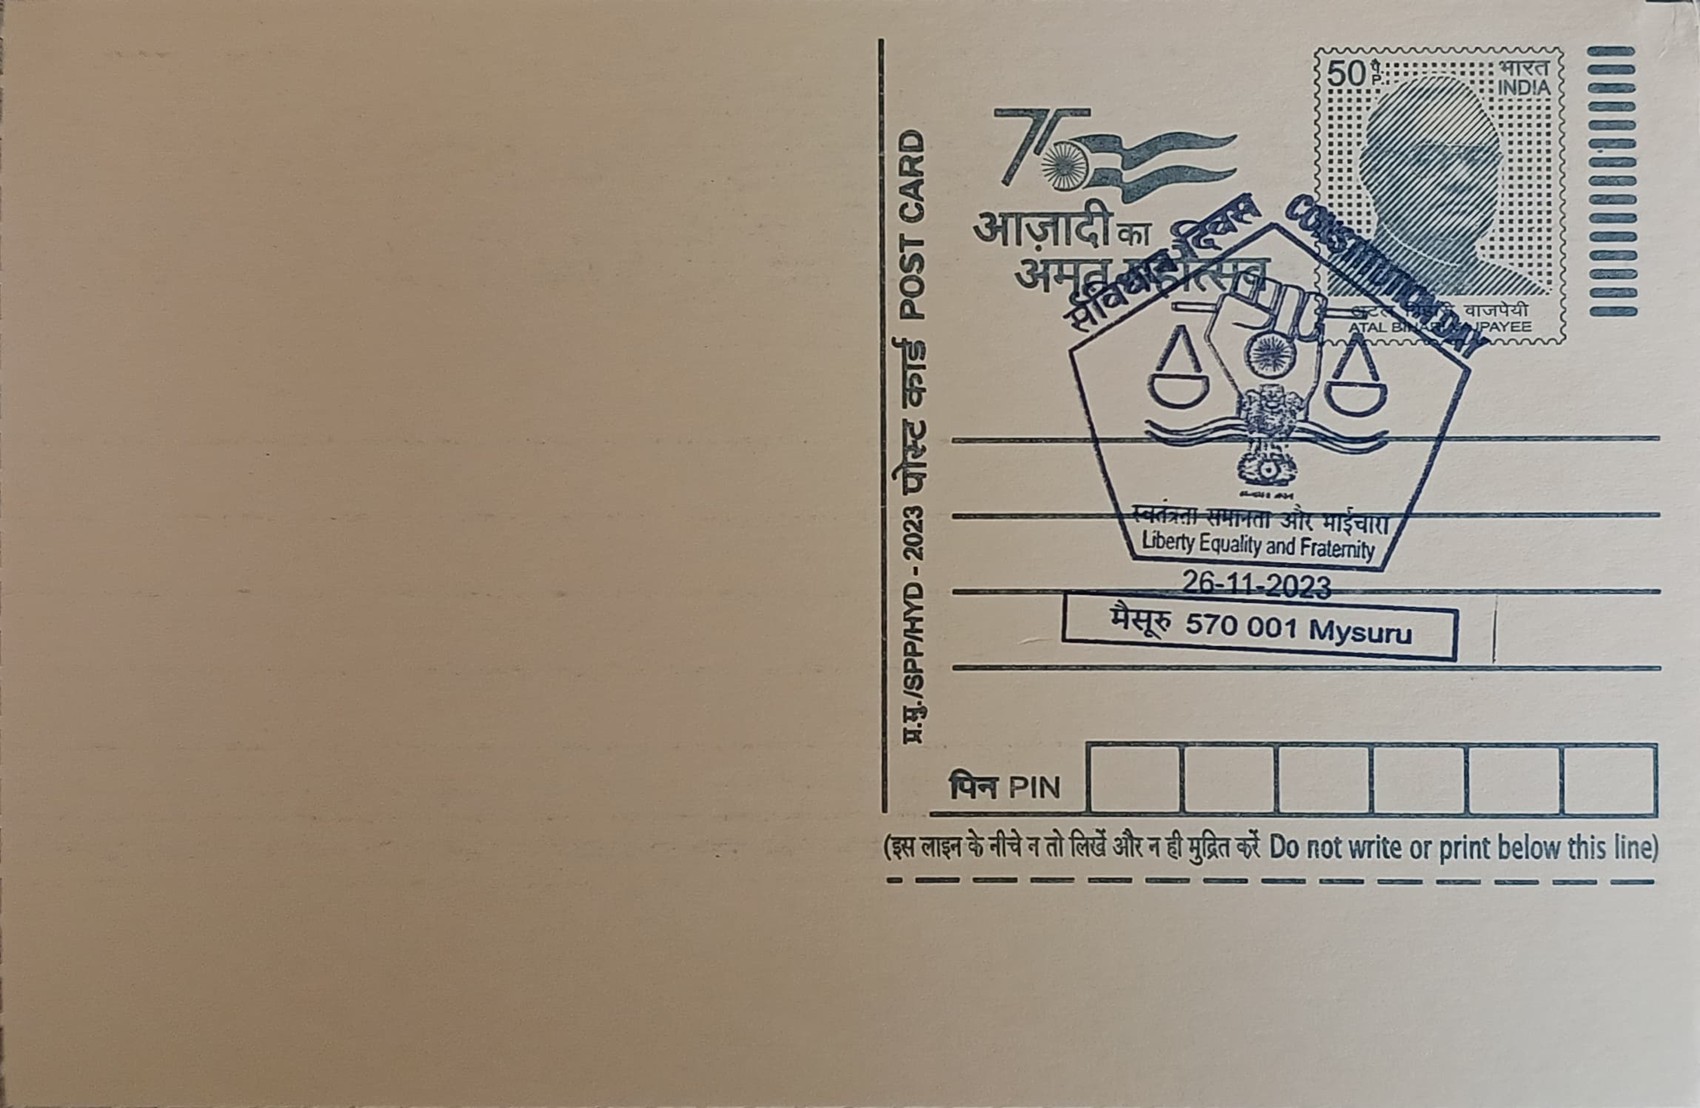 75
50 पै. P.
भारत
INDIA
आज़ादी का
अमृत महोत्सव
अटल बिहारी वाजपेयी
ATAL BIHARI VAJPAYEE
संविधान दिवस
CONSTITUTION DAY
स्वतंत्रता समानता और भाईचारा
Liberty Equality and Fraternity
26-11-2023
मैसूरु 570 001 Mysuru
प्र.मु./SPP/HYD - 2023 पोस्ट कार्ड POST CARD
पिन PIN
(इस लाइन के नीचे न तो लिखें और न ही मुद्रित करें Do not write or print below this line)